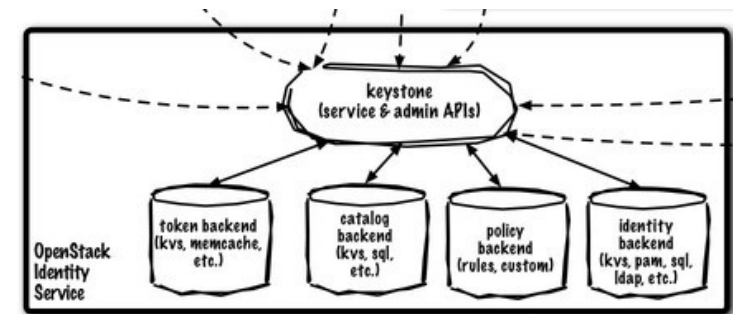 keystone
(service & admin APIs)
token backend
(kvs, memcache,
etc.)
catalog
backend
(kvs, sql,
etc.)
policy
backend
(rules, custom)
identity
backend
(kvs, pam, sql,
ldap, etc.)
OpenStack
Identity
Service